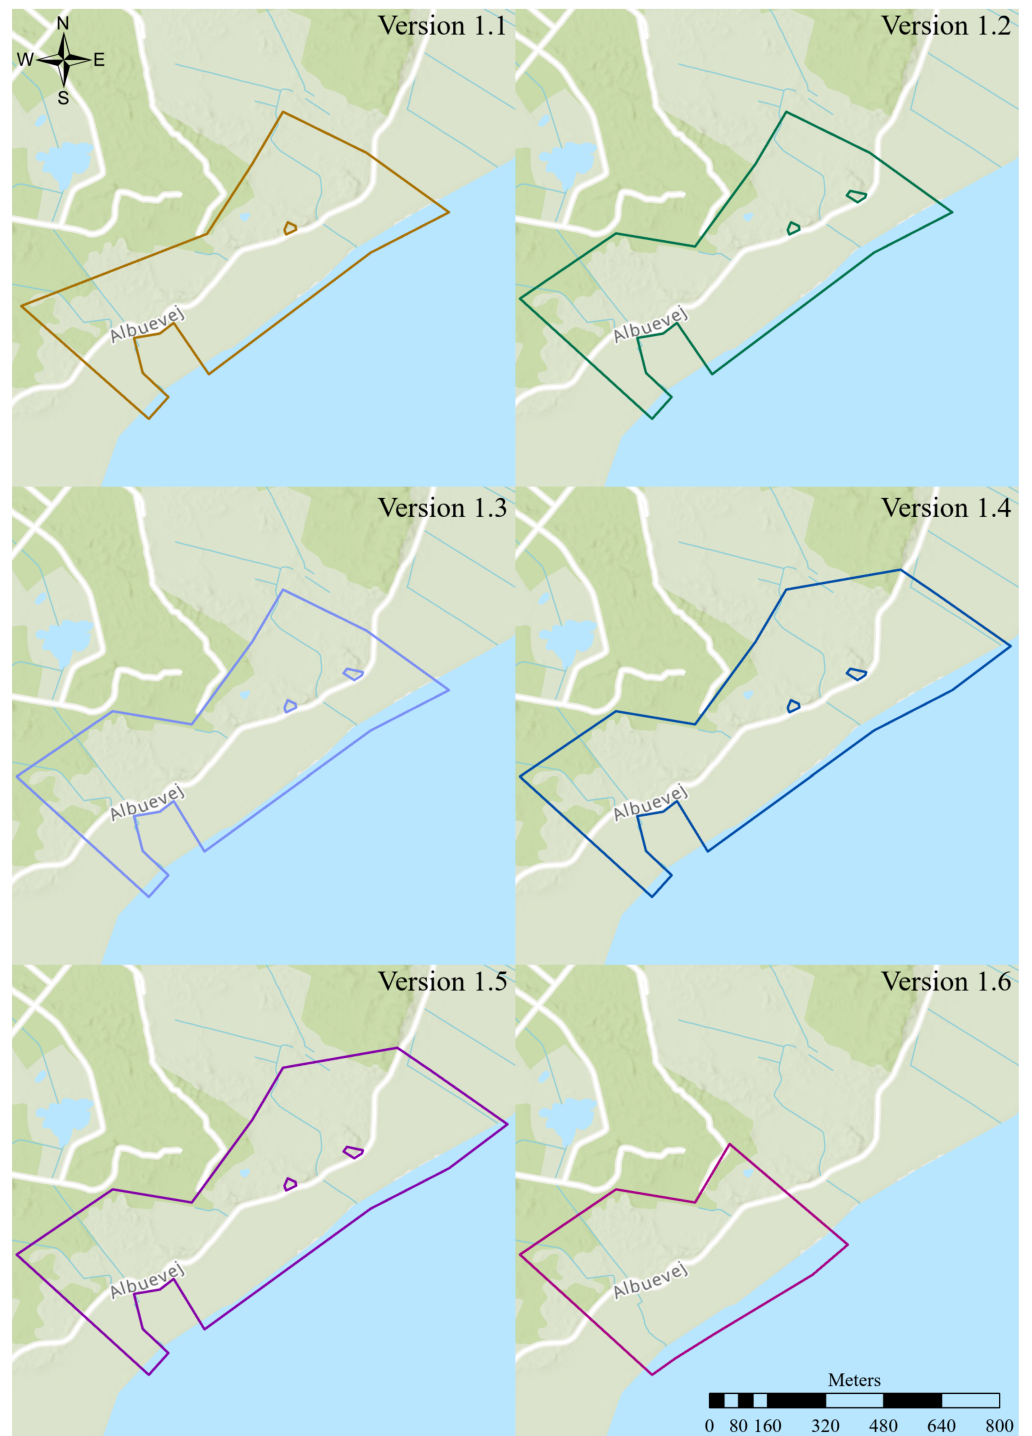 Version 1.1
Version 1.2
N
W E
S
Albuevej
Albuevej
Version 1.3
Version 1.4
Albuevej
Albuevej
Version 1.5
Version 1.6
Albuevej
Albuevej
Meters
0 80 160 320 480 640 800